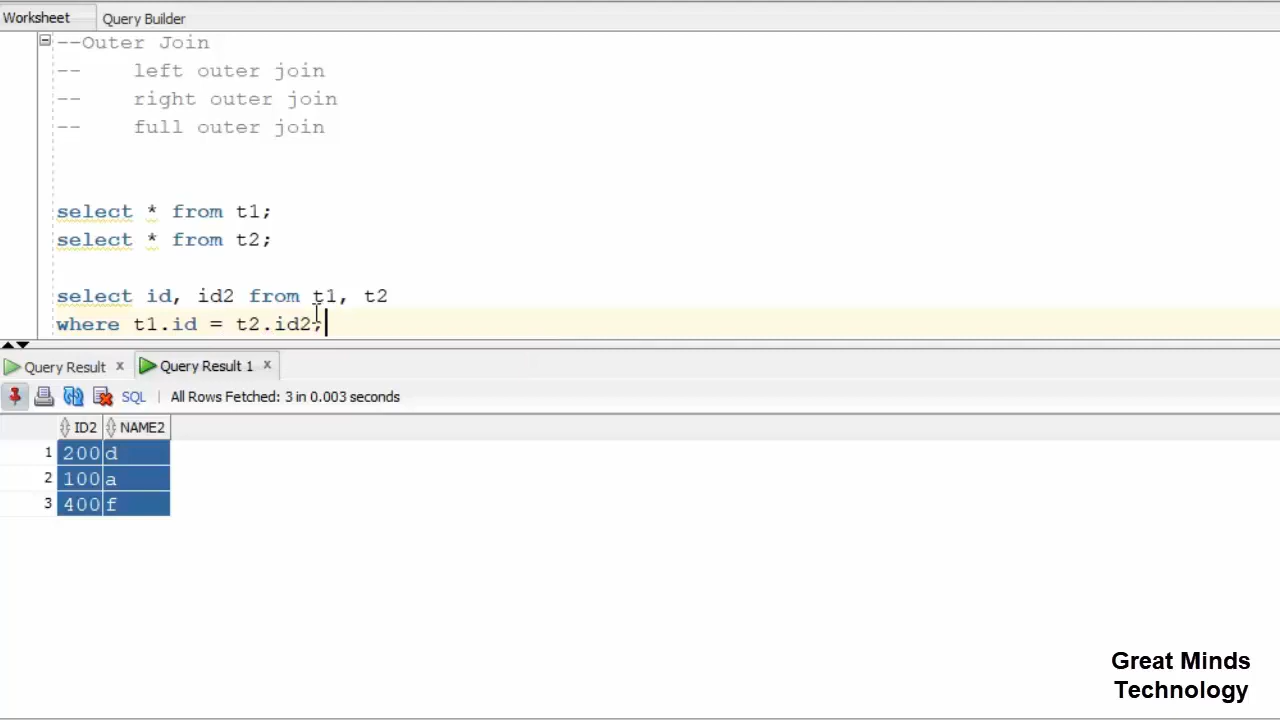 Worksheet Query Builder
--Outer Join
-- left outer join
-- right outer join
-- full outer join
select * from t1;
select * from t2;
select id, id2 from t1, t2
where t1.id = t2.id2;
Query Result x Query Result 1 x
SQL | All Rows Fetched: 3 in 0.003 seconds
ID2 NAME2
1 200 d
2 100 a
3 400 f
Great Minds
Technology